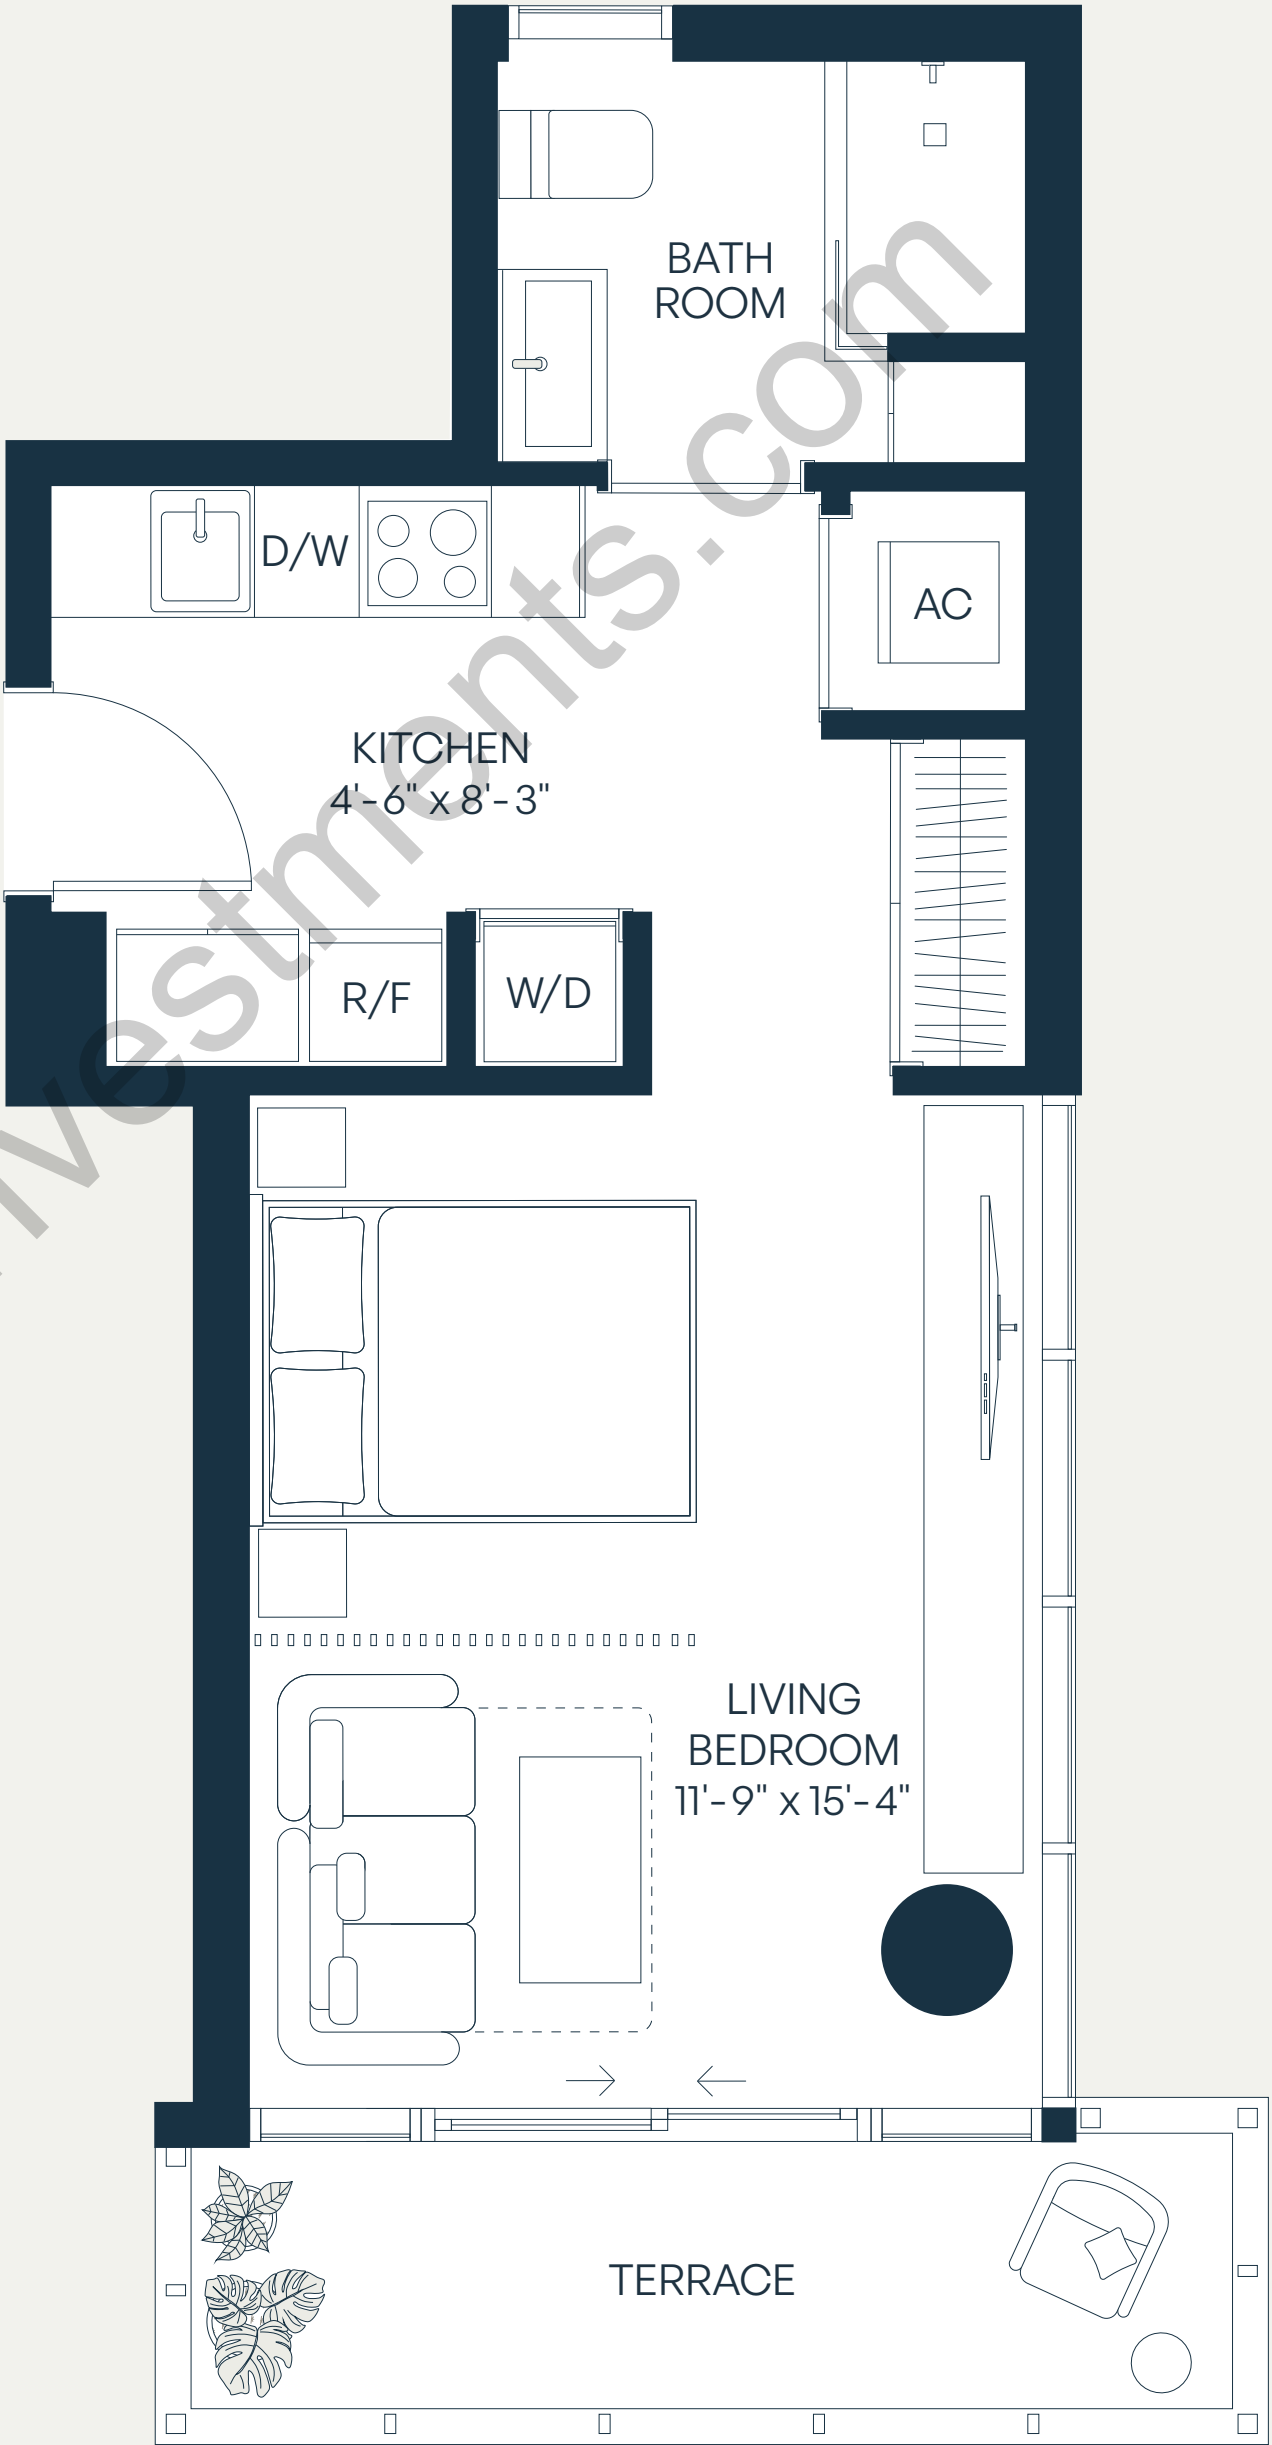 BATH
ROOM
D/W
AC
KITCHEN
4'-6" x 8'-3"
R/F
W/D
LIVING
BEDROOM
11'-9" x 15'-4"
TERRACE
vestments.com